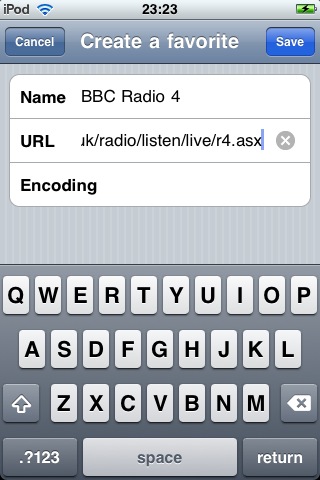 iPod 23:23
Cancel Create a favorite Save
Name BBC Radio 4
URL uk/radio/listen/live/r4.asx
Encoding
Q W E R T Y U I O P
A S D F G H J K L
Z X C V B N M
.?123 space return